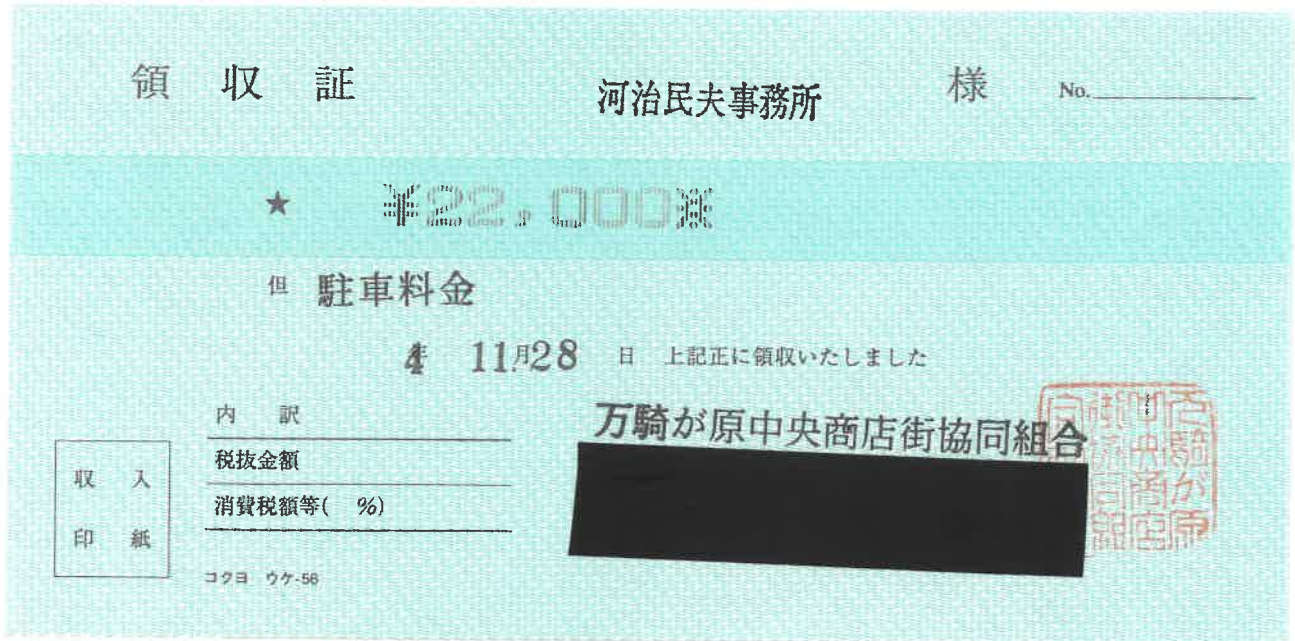 領収証 河治民夫事務所 様 No.
★ ¥22,000※
但 駐車料金
4年 11月28日 上記正に領収いたしました
内訳
税抜金額
消費税額等( %)
収入
印紙
コクヨ ウケ-56
万騎が原中央商店街協同組合